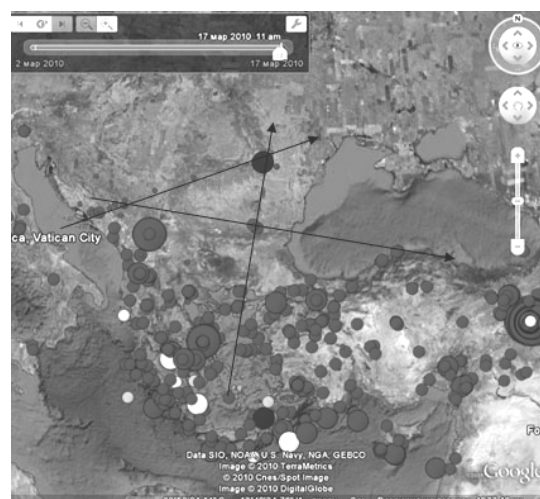 17 мар 2010 11 am
2 мар 2010
17 мар 2010
N
ca, Vatican City
Fo
Data SIO, NOAA, U.S. Navy, NGA, GEBCO
Image © 2010 TerraMetrics
© 2010 Cnes/Spot Image
Image © 2010 DigitalGlobe
Google